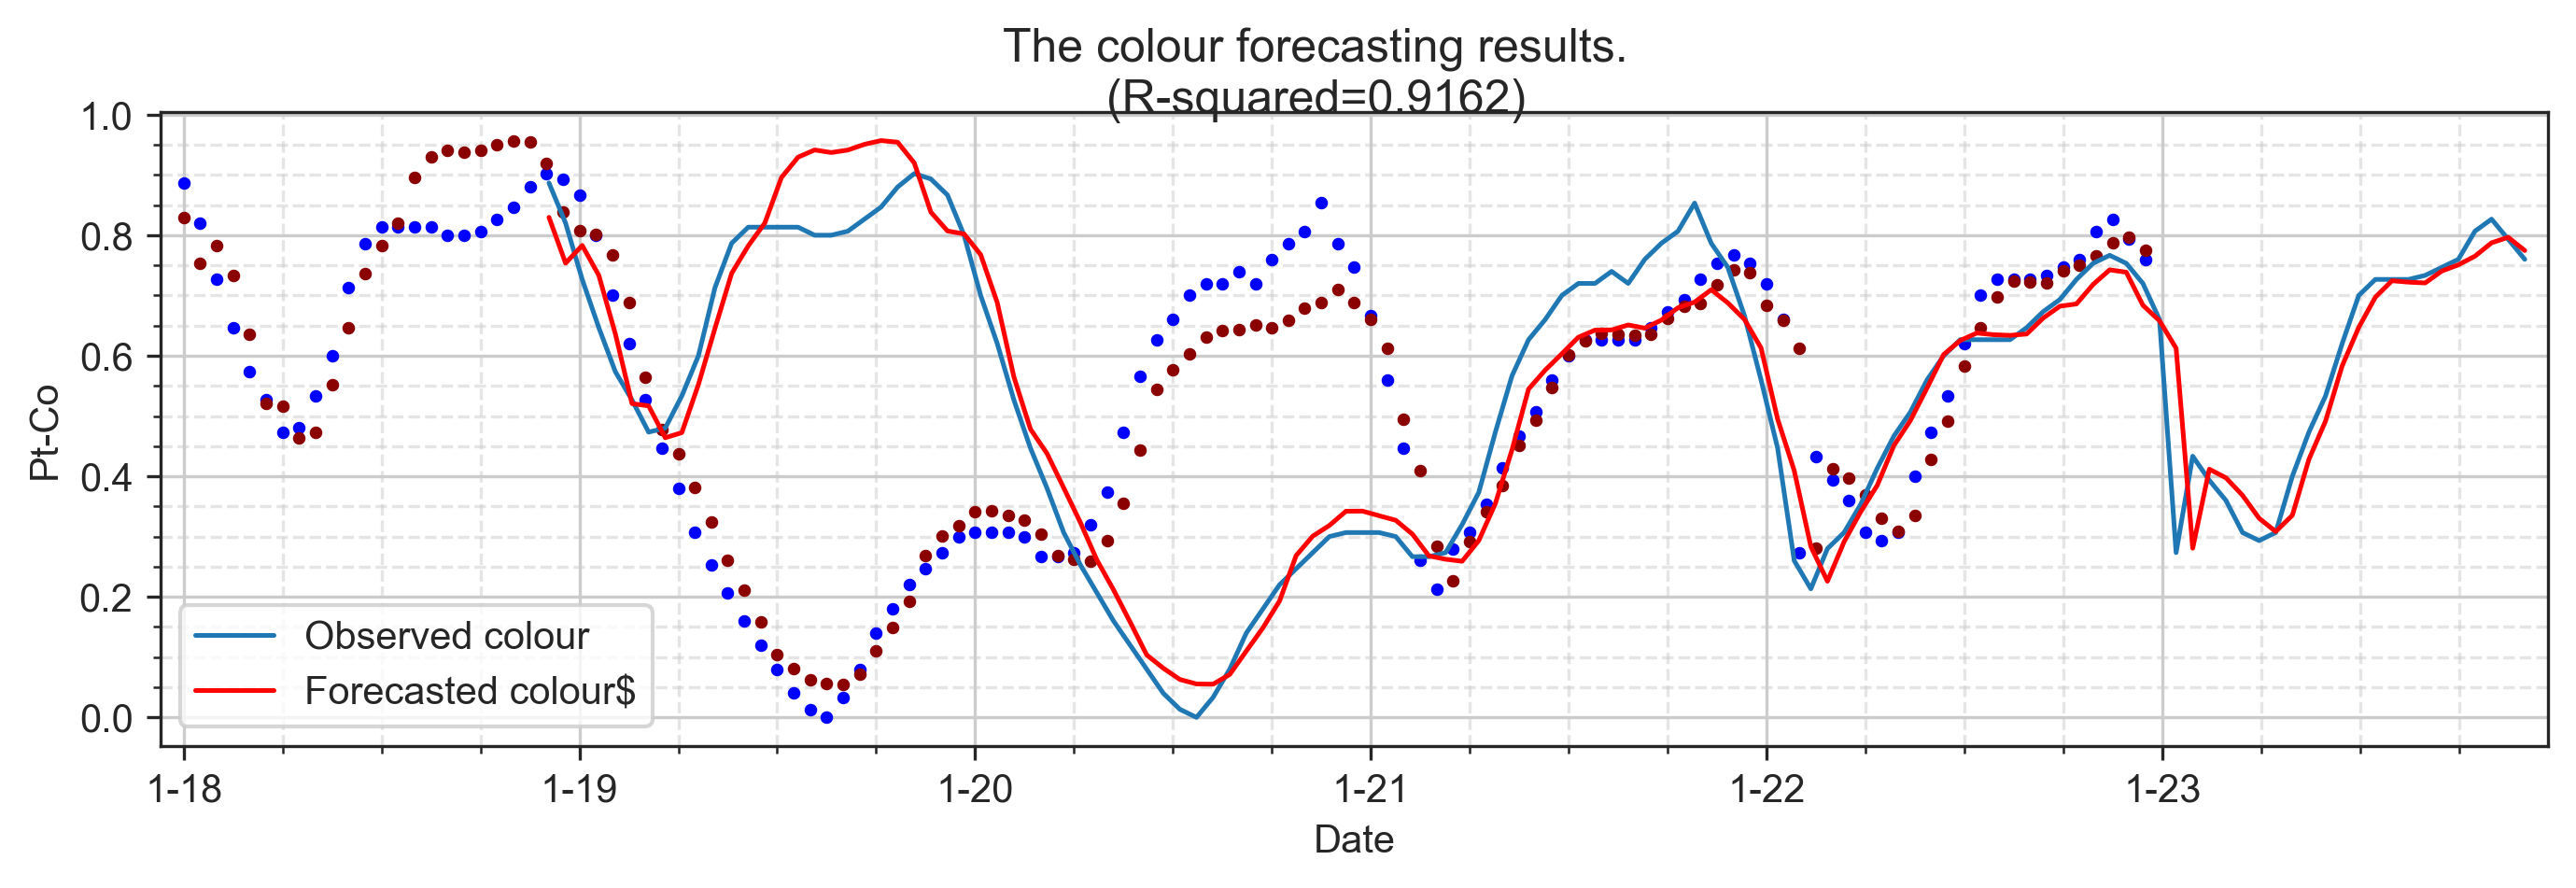 The colour forecasting results.
(R-squared=0.9162)
1.0
0.8
0.6
0.4
0.2
0.0
Pt-Co
Observed colour
Forecasted colour$
1-18 1-19 1-20 1-21 1-22 1-23
Date